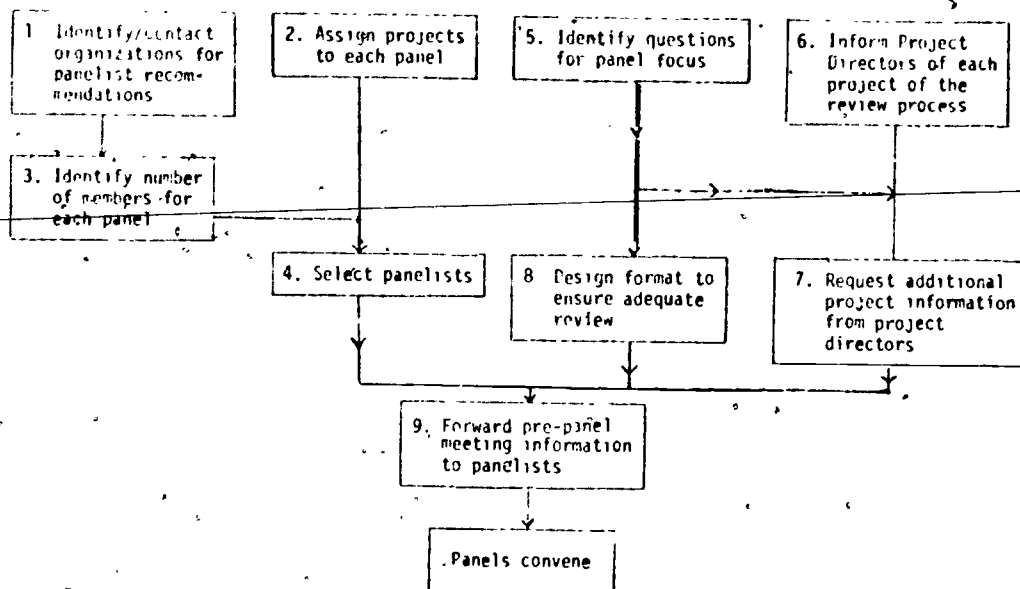 1 Identify/contact
organizations for
panelist recom-
mendations
2. Assign projects
to each panel
5. Identify questions
for panel focus
6. Inform Project
Directors of each
project of the
review process
3. Identify number
of members for
each panel
4. Select panelists
8 Design format to
ensure adequate
review
7. Request additional
project information
from project
directors
9. Forward pre-panel
meeting information
to panelists
Panels convene